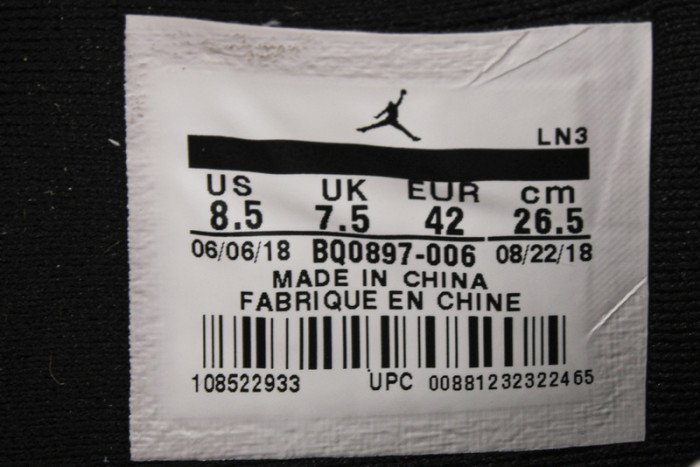 LN3
US UK EUR cm
8.5 7.5 42 26.5
06/06/18 BQ0897-006 08/22/18
MADE IN CHINA
FABRIQUE EN CHINE
108522933 UPC 00881232322465